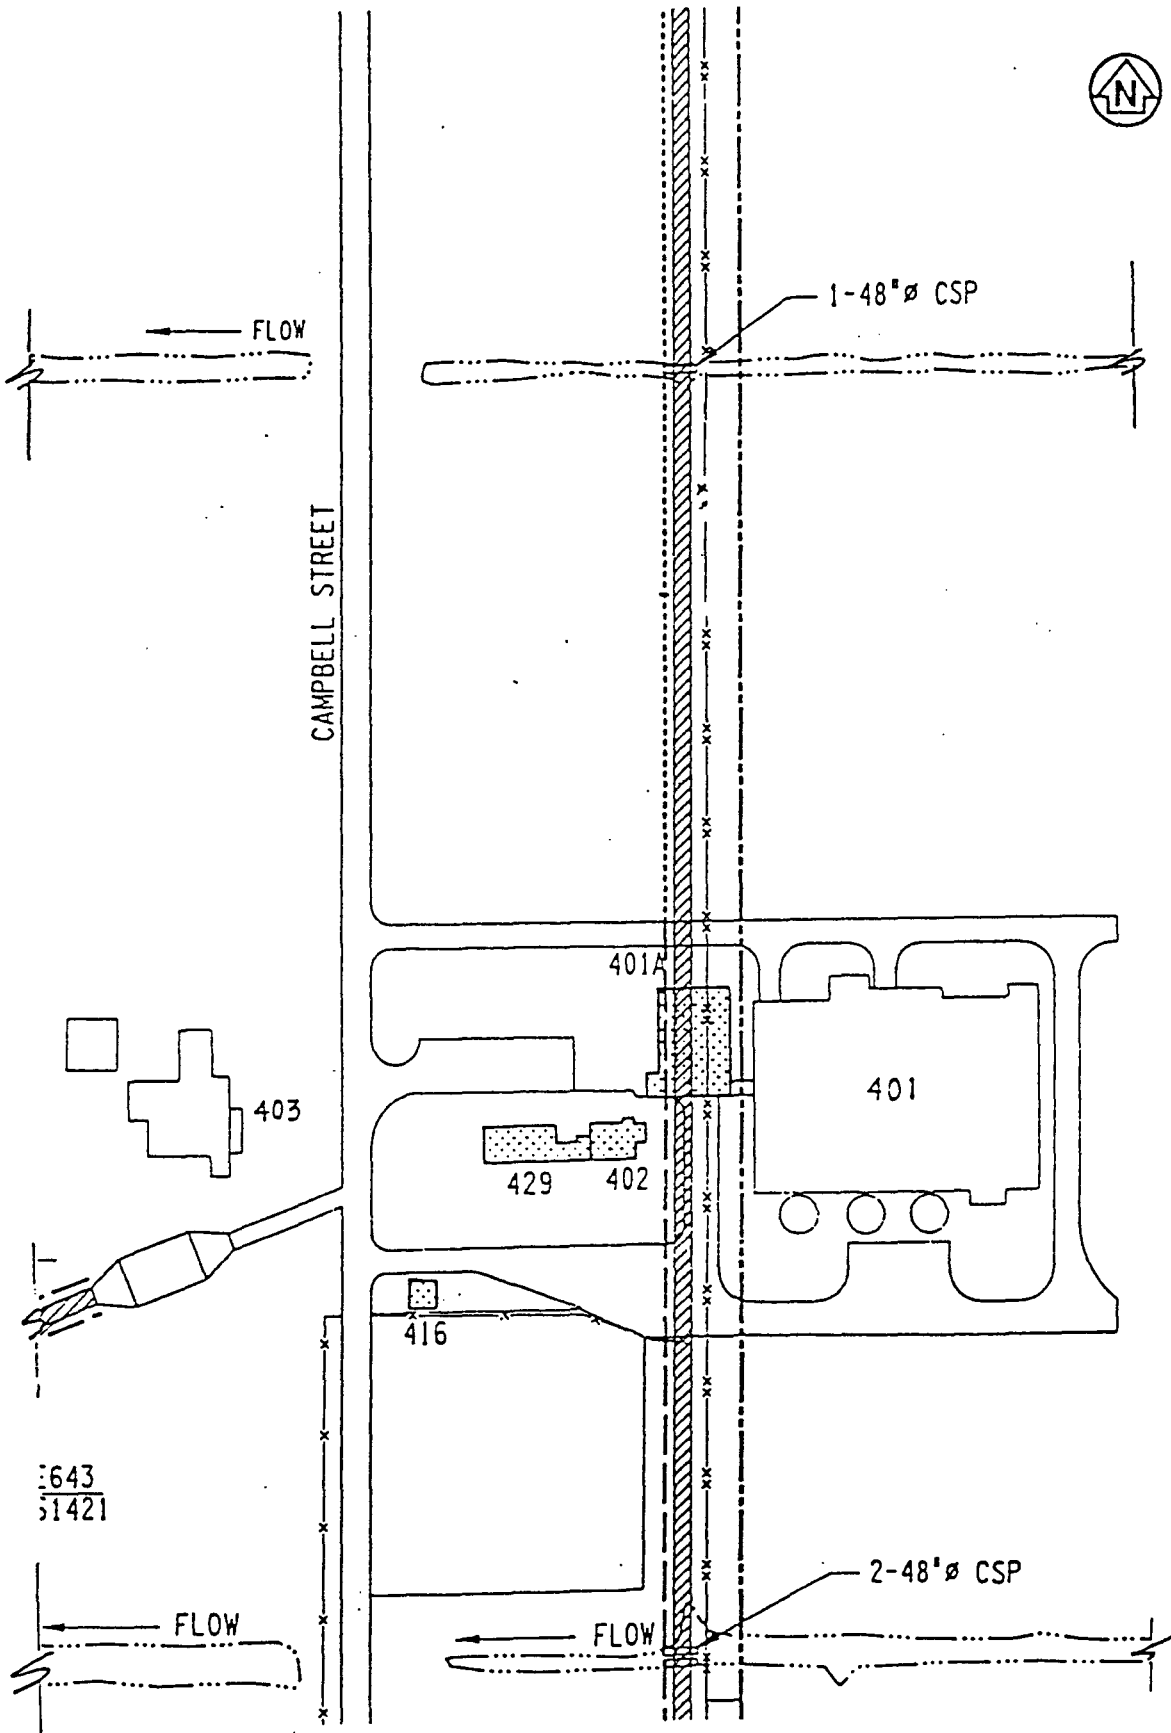 N
1-48"ø CSP
FLOW
CAMPBELL STREET
401A
401
403
429
402
416
643
1421
2-48"ø CSP
FLOW
FLOW